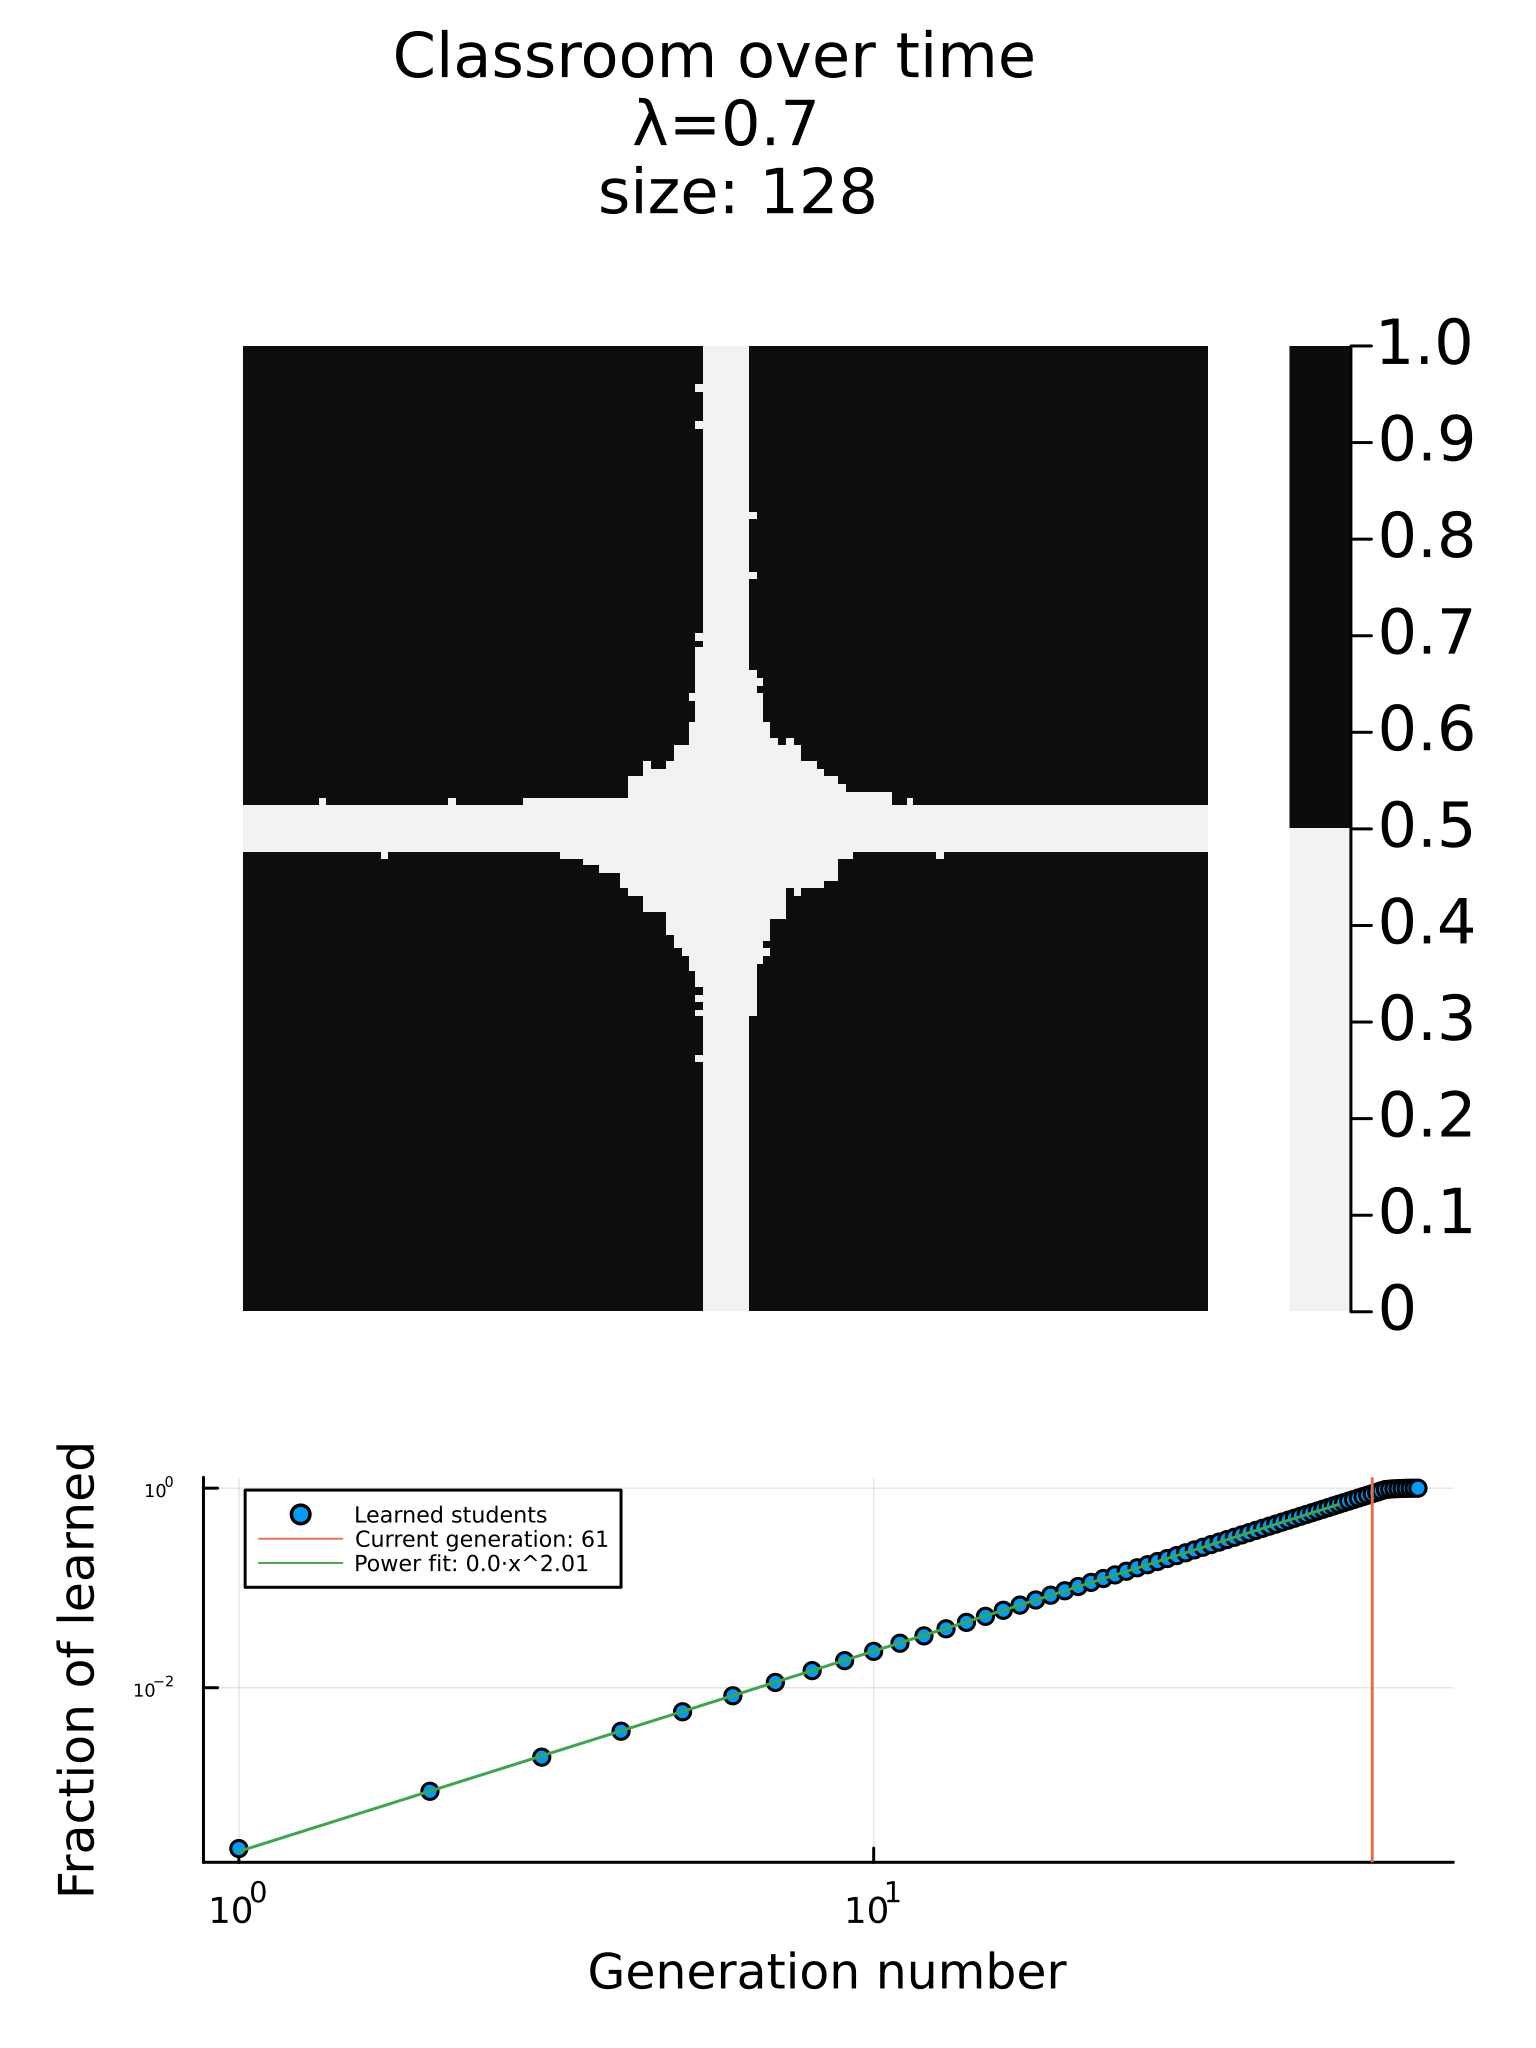 Classroom over time
λ=0.7
size: 128
1.0
0.9
0.8
0.7
0.6
0.5
0.4
0.3
0.2
0.1
0
Fraction of learned
10^0
10^-2
Learned students
Current generation: 61
Power fit: 0.0·x^2.01
10^0
10^1
Generation number